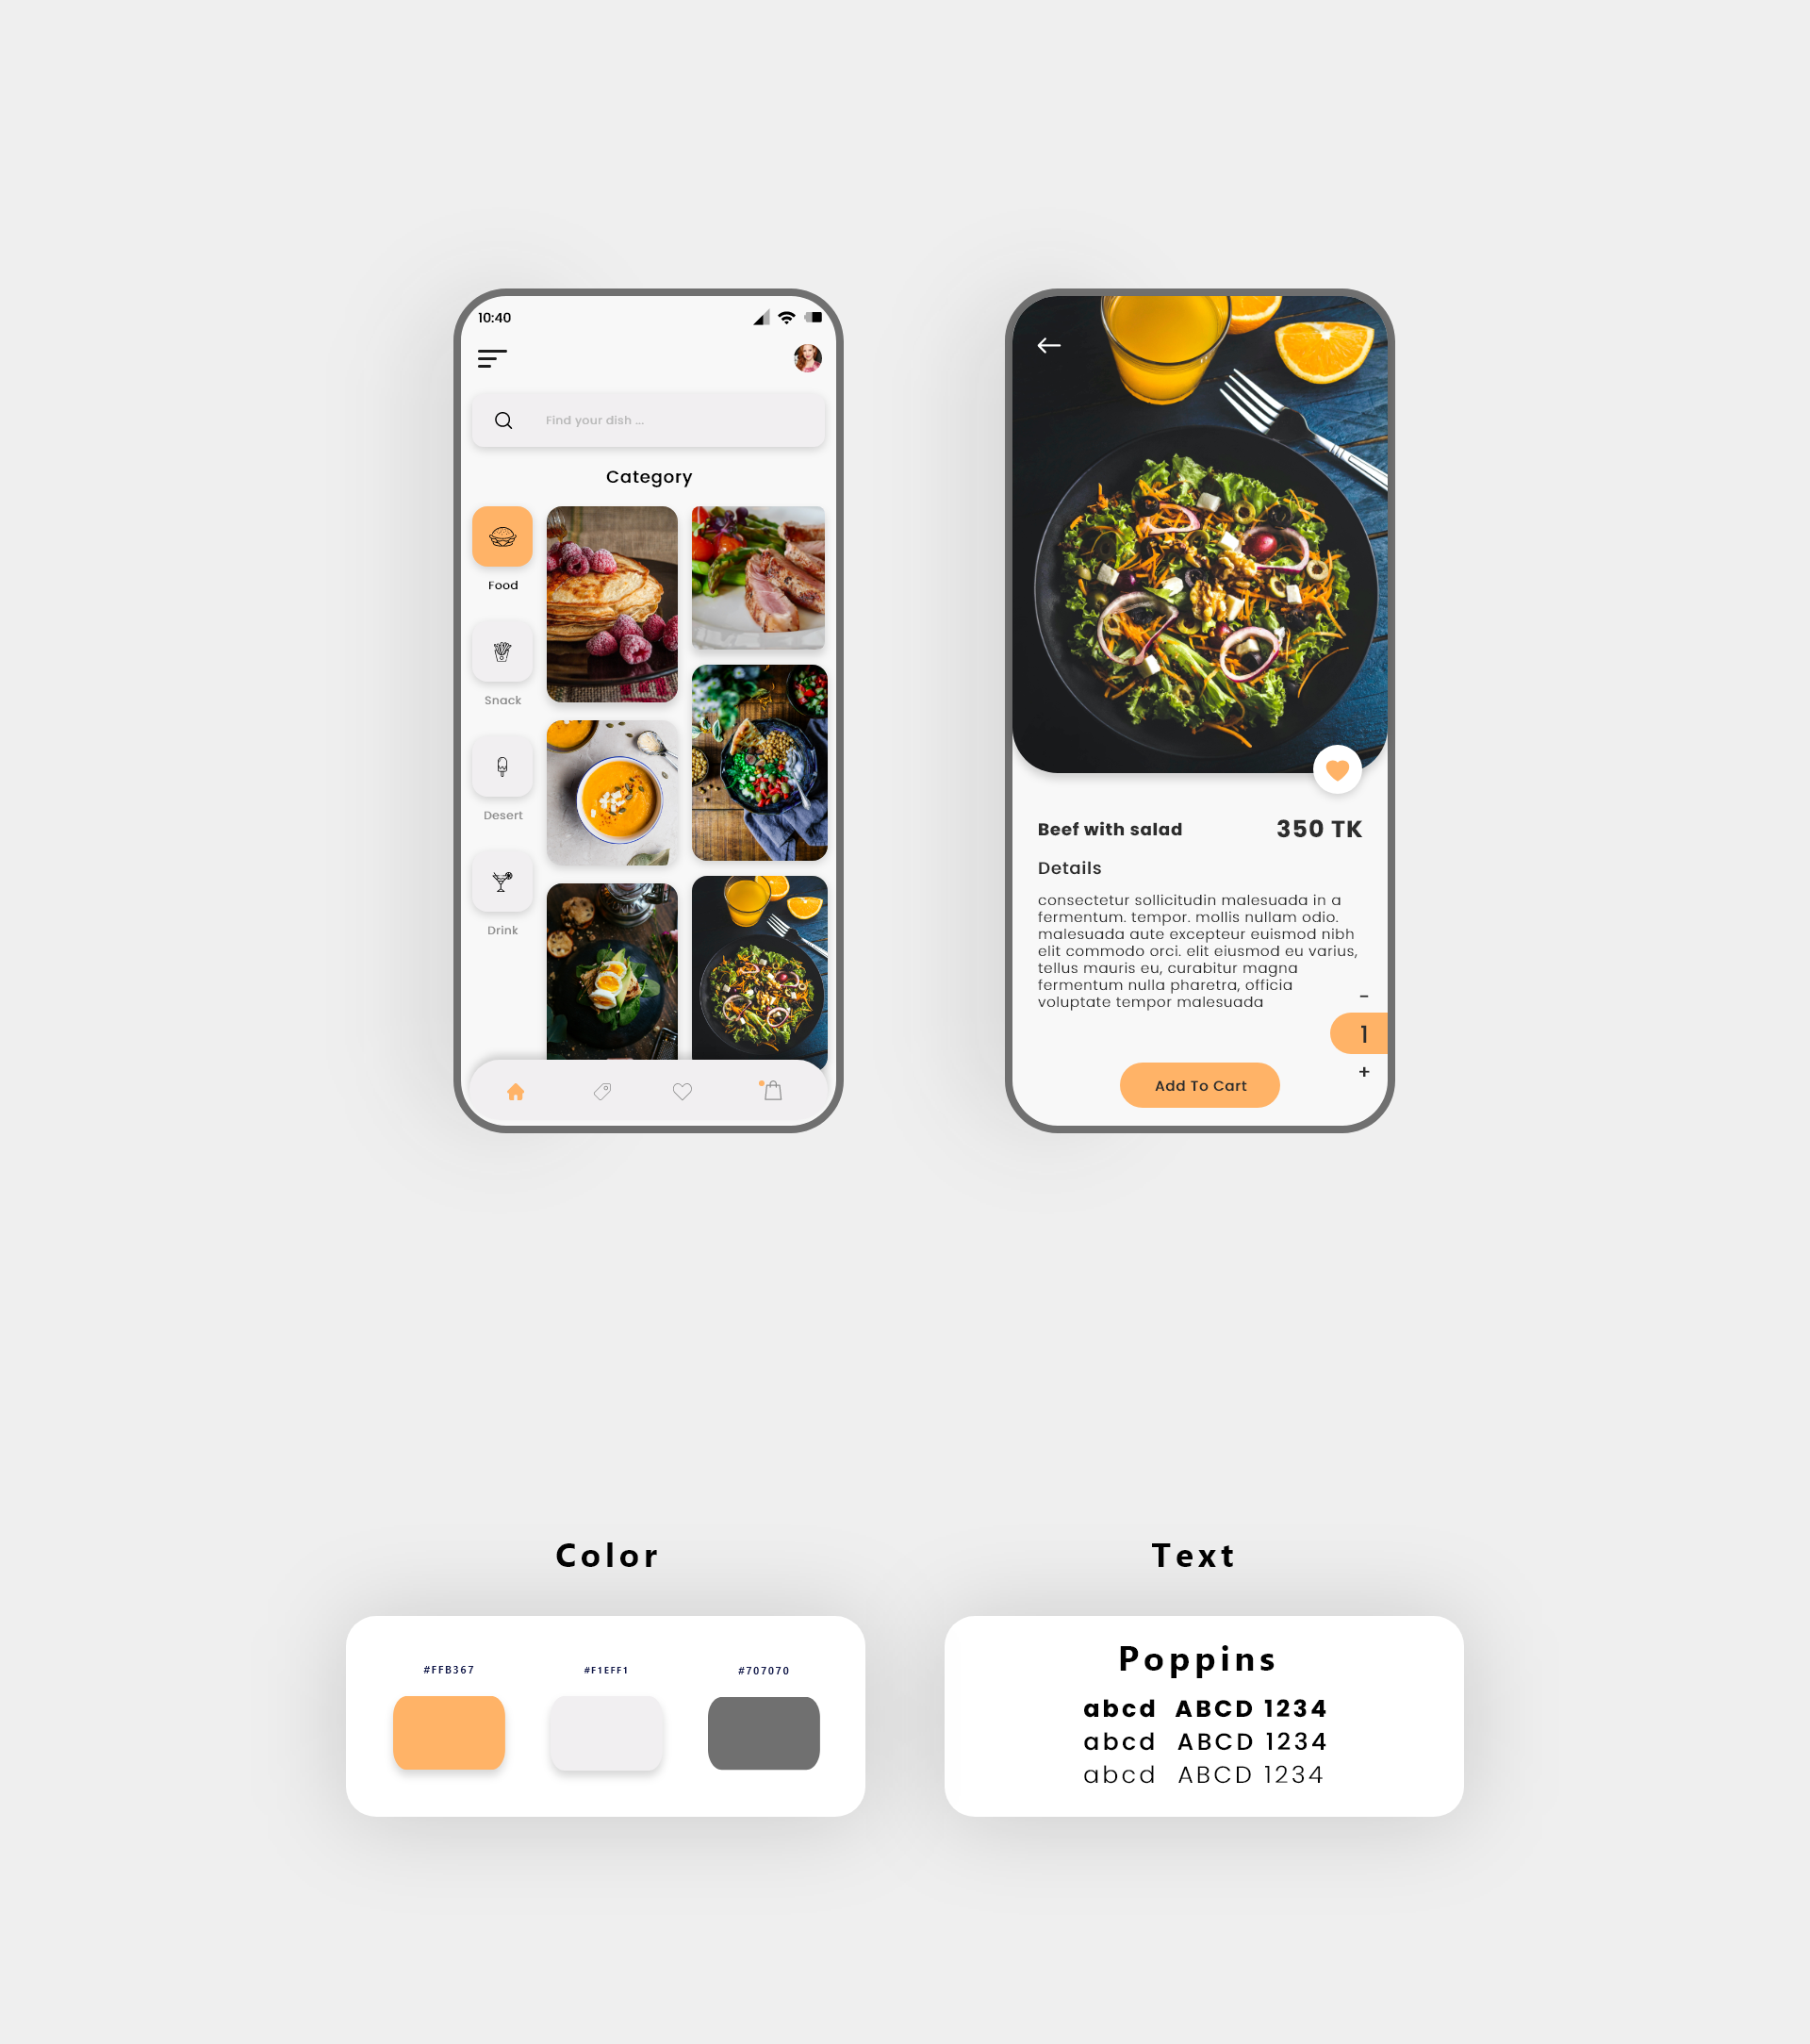 10:40
Find your dish ...
Category
Food
Snack
Desert
Drink
Beef with salad
350 TK
Details
consectetur sollicitudin malesuada in a
fermentum. tempor. mollis nullam odio.
malesuada aute excepteur euismod nibh
elit commodo orci. elit eiusmod eu varius,
tellus mauris eu, curabitur magna
fermentum nulla pharetra, officia
voluptate tempor malesuada
-
1
+
Add To Cart
Color
#FFB367
#F1EFF1
#707070
Text
Poppins
abcd ABCD 1234
abcd ABCD 1234
abcd ABCD 1234